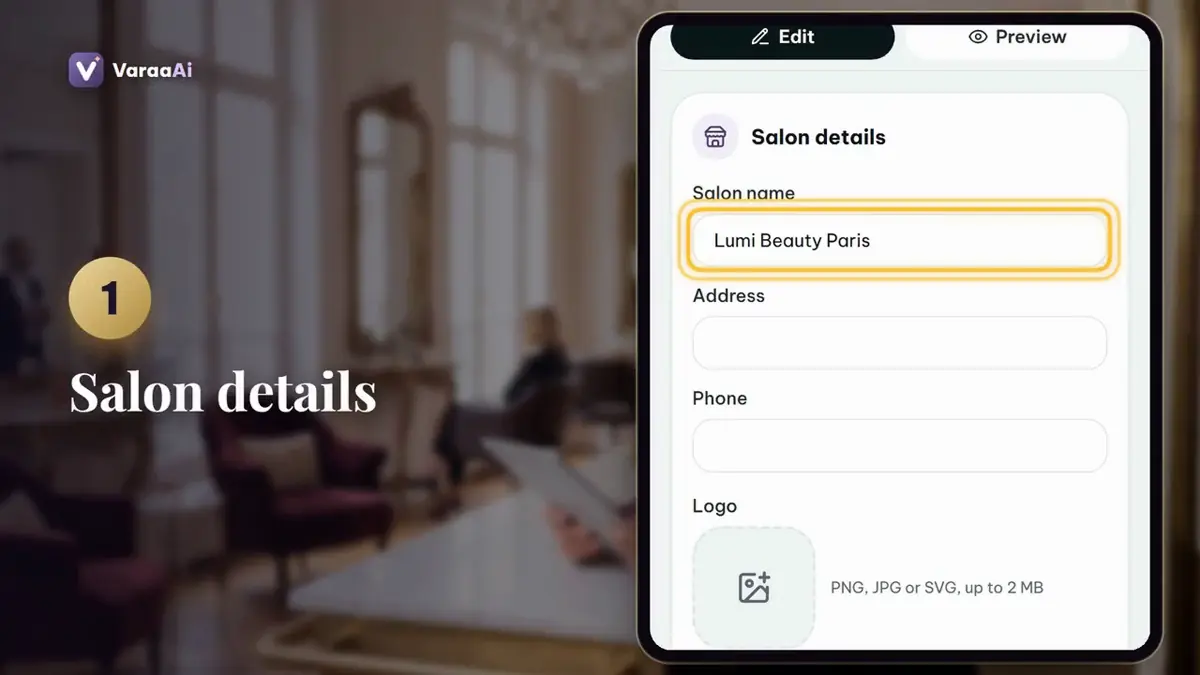 VaraaAi
1
Salon details
Edit
Preview
Salon details
Salon name
Lumi Beauty Paris
Address
Phone
Logo
PNG, JPG or SVG, up to 2 MB